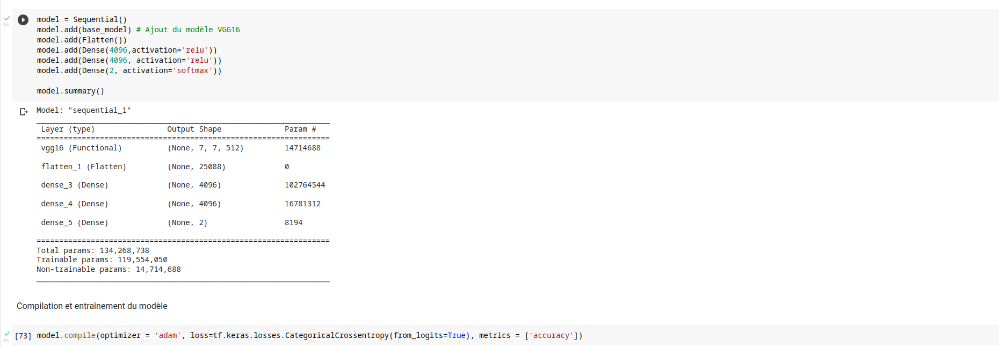 0s
model = Sequential()
model.add(base_model) # Ajout du modèle VGG16
model.add(Flatten())
model.add(Dense(4096,activation='relu'))
model.add(Dense(4096, activation='relu'))
model.add(Dense(2, activation='softmax'))
model.summary()
Model: "sequential_1"
_________________________________________________________________
Layer (type) Output Shape Param #
=================================================================
vgg16 (Functional) (None, 7, 7, 512) 14714688
flatten_1 (Flatten) (None, 25088) 0
dense_3 (Dense) (None, 4096) 102764544
dense_4 (Dense) (None, 4096) 16781312
dense_5 (Dense) (None, 2) 8194
=================================================================
Total params: 134,268,738
Trainable params: 119,554,050
Non-trainable params: 14,714,688
_________________________________________________________________
Compilation et entraînement du modèle
0s
[73] model.compile(optimizer = 'adam', loss=tf.keras.losses.CategoricalCrossentropy(from_logits=True), metrics = ['accuracy'])